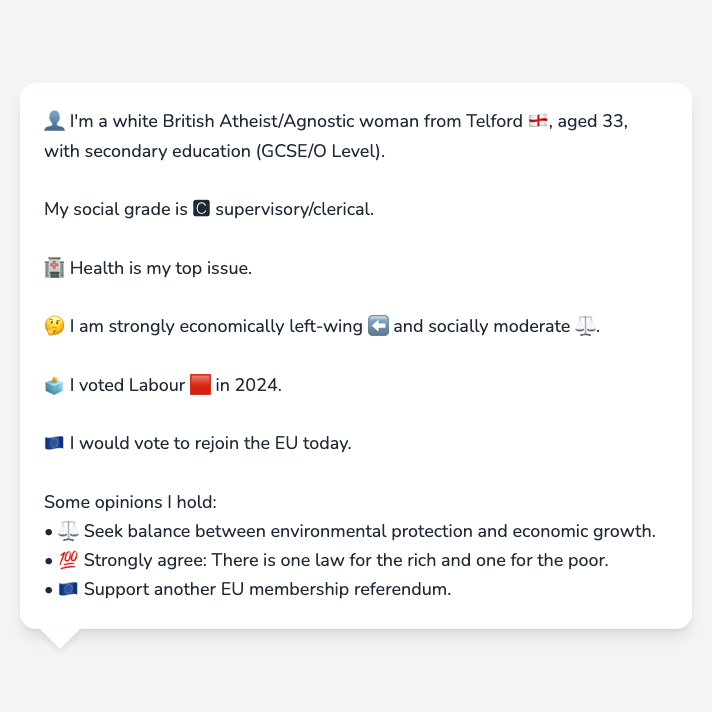 👤 I'm a white British Atheist/Agnostic woman from Telford 🏴󠁧󠁢󠁥󠁮󠁧󠁿, aged 33,
with secondary education (GCSE/O Level).
My social grade is 🅲 supervisory/clerical.
🏥 Health is my top issue.
🤔 I am strongly economically left-wing ⬅️ and socially moderate ⚖️.
🗳️ I voted Labour 🟥 in 2024.
🇪🇺 I would vote to rejoin the EU today.
Some opinions I hold:
• ⚖️ Seek balance between environmental protection and economic growth.
• 💯 Strongly agree: There is one law for the rich and one for the poor.
• 🇪🇺 Support another EU membership referendum.